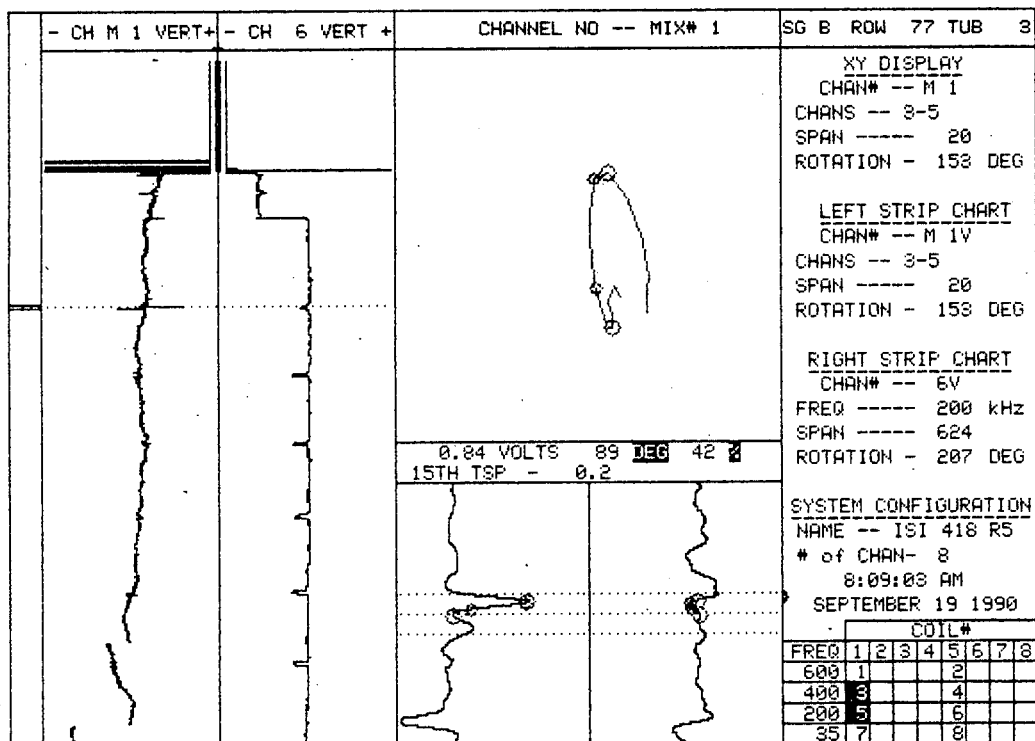 - CH M 1 VERT+
- CH 6 VERT +
CHANNEL NO -- MIX# 1
SG B ROW 77 TUB 3
XY DISPLAY
CHAN# -- M 1
CHANS -- 3-5
SPAN ----- 20
ROTATION - 153 DEG
LEFT STRIP CHART
CHAN# -- M 1V
CHANS -- 3-5
SPAN ----- 20
ROTATION - 153 DEG
RIGHT STRIP CHART
CHAN# -- 6V
FREQ ----- 200 kHz
SPAN ----- 624
ROTATION - 207 DEG
0.84 VOLTS 89 DEG 42 %
15TH TSP - 0.2
SYSTEM CONFIGURATION
NAME -- ISI 418 R5
# of CHAN- 8
8:09:03 AM
SEPTEMBER 19 1990
COIL#
FREQ 1 2 3 4 5 6 7 8
600 1 2
400 3 4
200 5 6
35 7 8